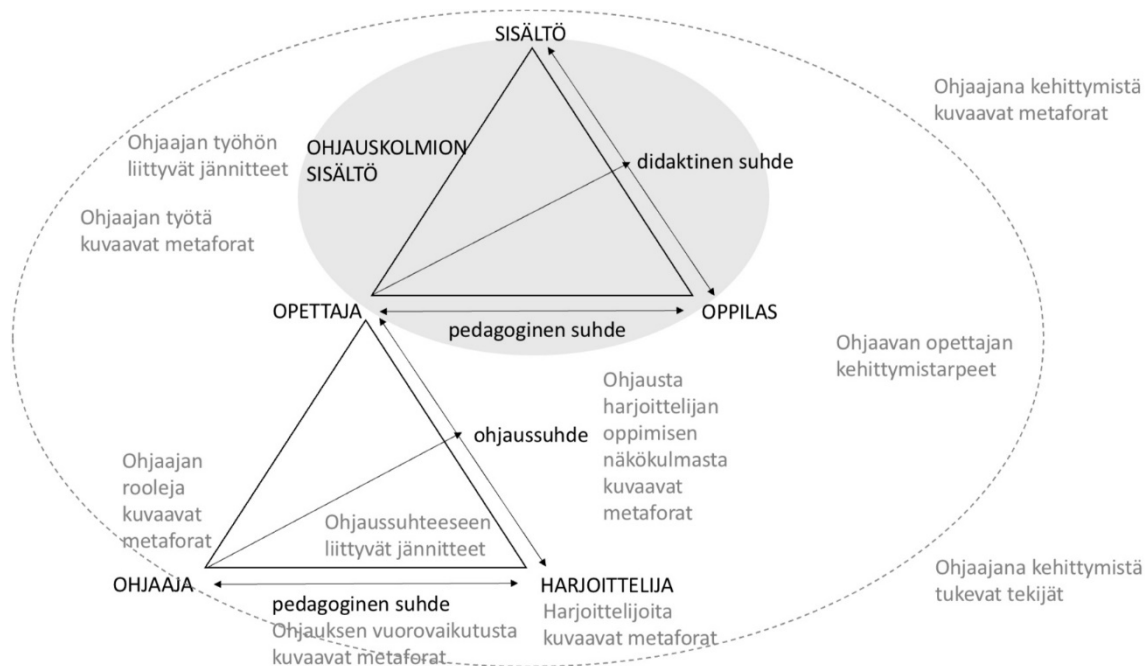 SISÄLTÖ
Ohjaajana kehittymistä
kuvaavat metaforat
Ohjaajan työhön
liittyvät jännitteet
OHJAUSKOLMION
SISÄLTÖ
didaktinen suhde
Ohjaajan työtä
kuvaavat metaforat
OPETTAJA
pedagoginen suhde
OPPILAS
Ohjaavan opettajan
kehittymistarpeet
Ohjausta
harjoittelijan
oppimisen
näkökulmasta
kuvaavat
metaforat
ohjaussuhde
Ohjaajan
rooleja
kuvaavat
metaforat
Ohjaussuhteeseen
liittyvät jännitteet
OHJAAJA
pedagoginen suhde
Ohjauksen vuorovaikutusta
kuvaavat metaforat
HARJOITTELIJA
Harjoittelijoita
kuvaavat metaforat
Ohjaajana kehittymistä
tukevat tekijät